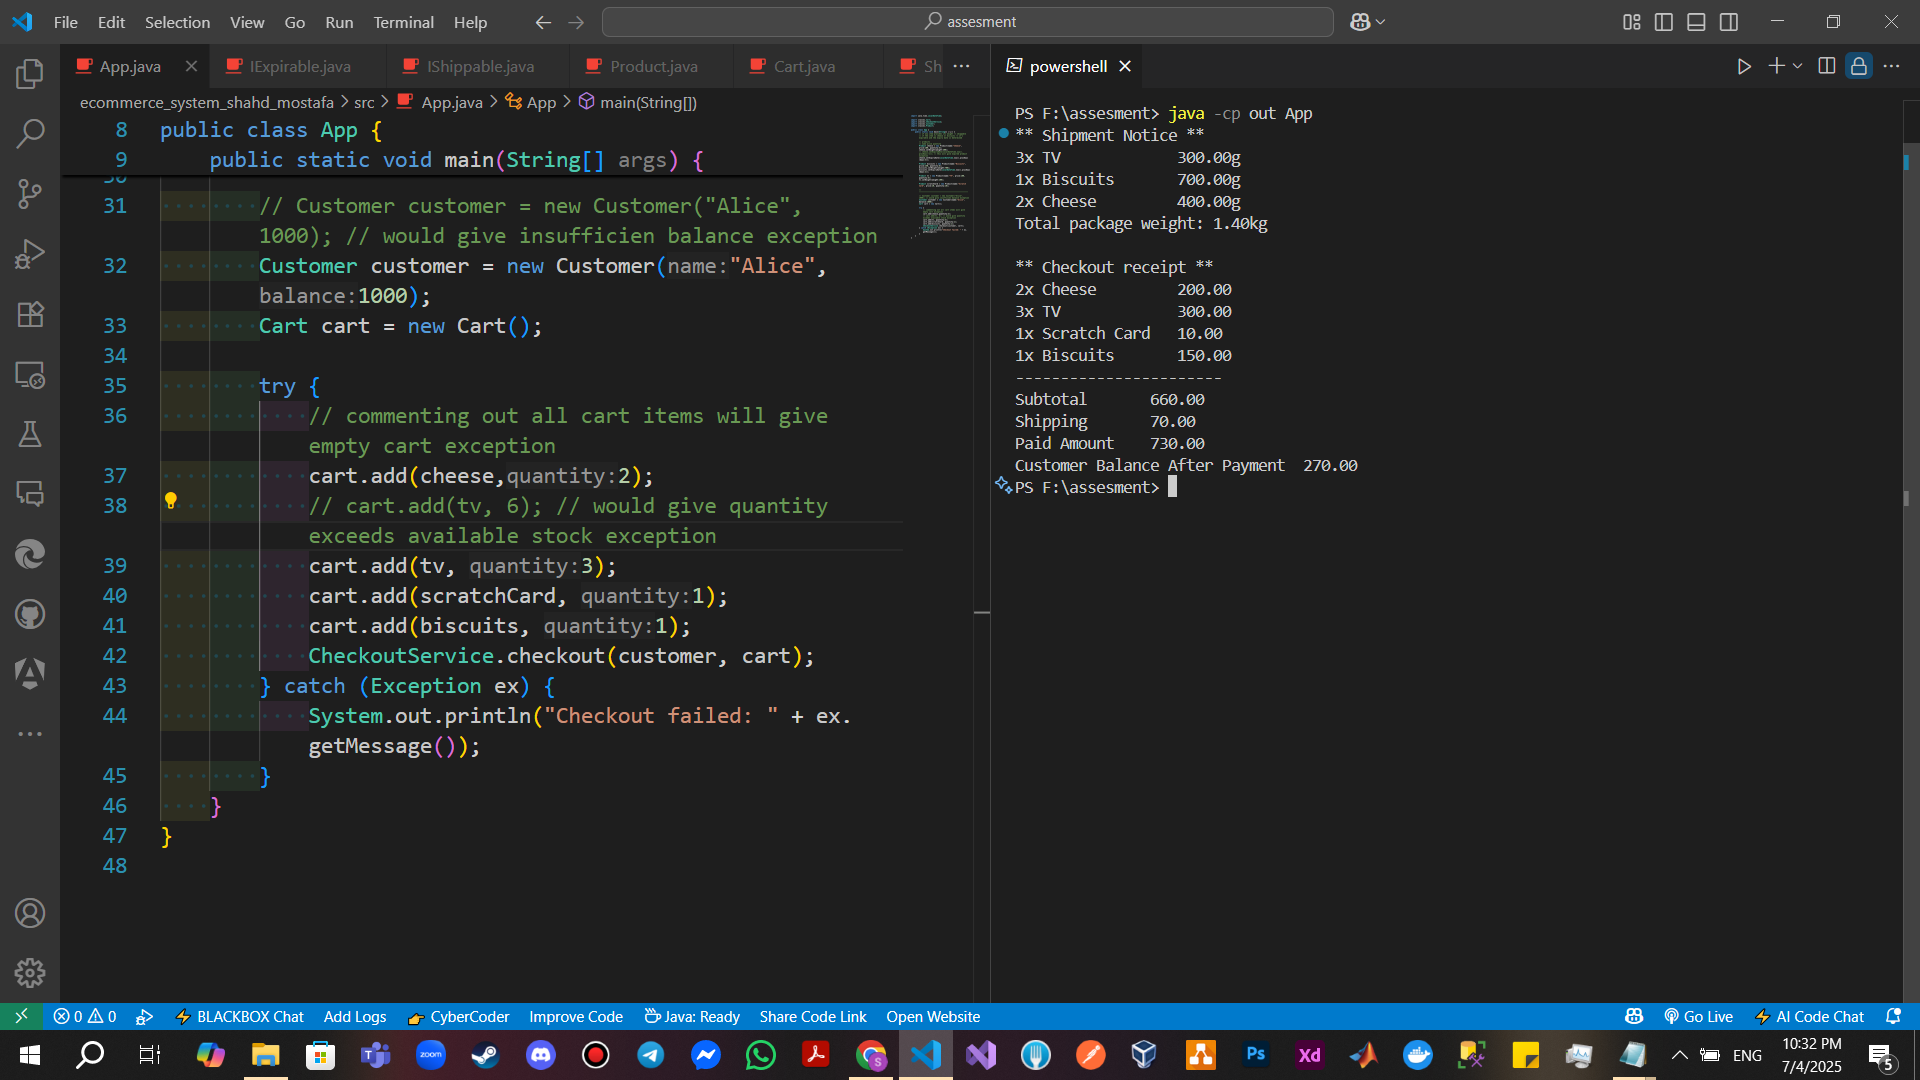 File Edit Selection View Go Run Terminal Help
assesment
App.java IExpirable.java IShippable.java Product.java Cart.java Sh
powershell
ecommerce_system_shahd_mostafa > src > App.java > App > main(String[])
8 public class App {
9 public static void main(String[] args) {
31 // Customer customer = new Customer("Alice",
1000); // would give insufficien balance exception
32 Customer customer = new Customer(name:"Alice",
balance:1000);
33 Cart cart = new Cart();
34
35 try {
36 // commenting out all cart items will give
empty cart exception
37 cart.add(cheese,quantity:2);
38 // cart.add(tv, 6); // would give quantity
exceeds available stock exception
39 cart.add(tv, quantity:3);
40 cart.add(scratchCard, quantity:1);
41 cart.add(biscuits, quantity:1);
42 CheckoutService.checkout(customer, cart);
43 } catch (Exception ex) {
44 System.out.println("Checkout failed: " + ex.
getMessage());
45 }
46 }
47 }
48
PS F:\assesment> java -cp out App
** Shipment Notice **
3x TV 300.00g
1x Biscuits 700.00g
2x Cheese 400.00g
Total package weight: 1.40kg
** Checkout receipt **
2x Cheese 200.00
3x TV 300.00
1x Scratch Card 10.00
1x Biscuits 150.00
-----------------------
Subtotal 660.00
Shipping 70.00
Paid Amount 730.00
Customer Balance After Payment 270.00
PS F:\assesment>
0 0 BLACKBOX Chat Add Logs CyberCoder Improve Code Java: Ready Share Code Link Open Website Go Live AI Code Chat
zoom Ps Xd ENG
10:32 PM
7/4/2025
5